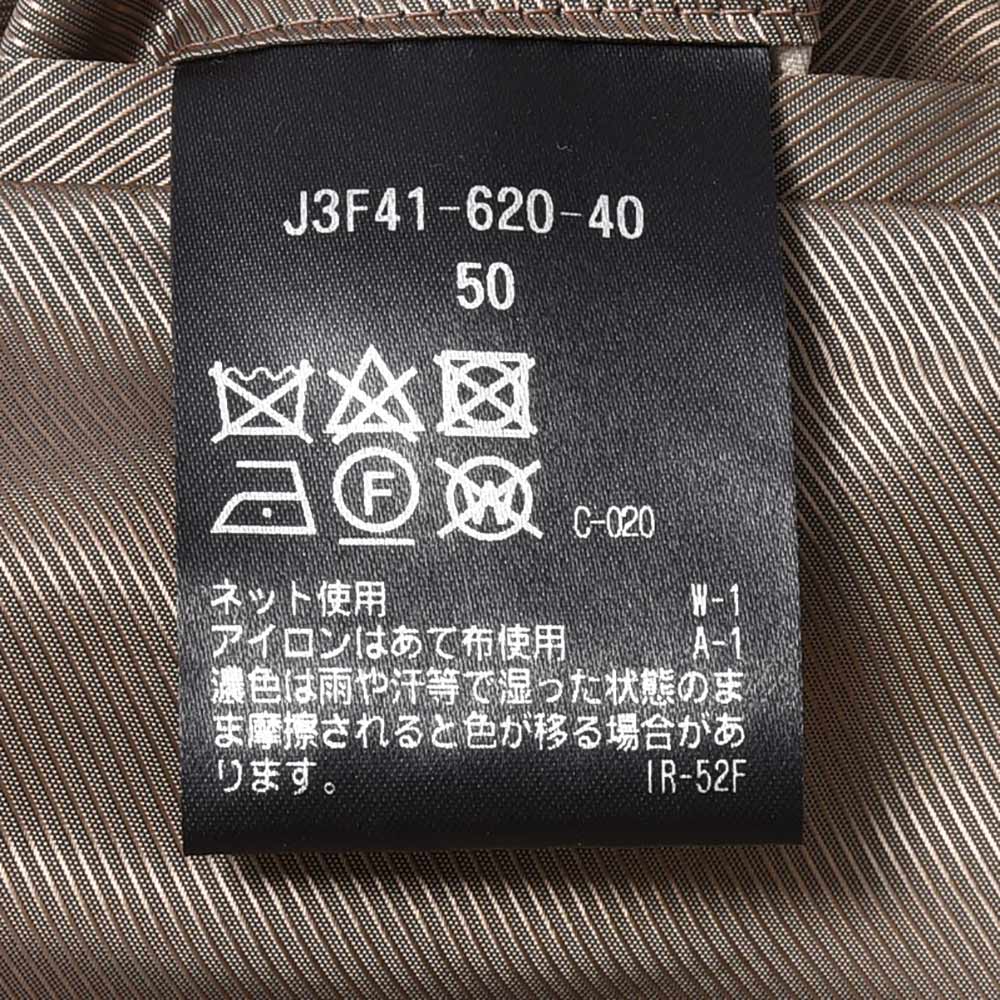 J3F41-620-40
50
F
W
C-020
ネット使用 W-1
アイロンはあて布使用 A-1
濃色は雨や汗等で湿った状態のま
ま摩擦されると色が移る場合があ
ります。 IR-52F